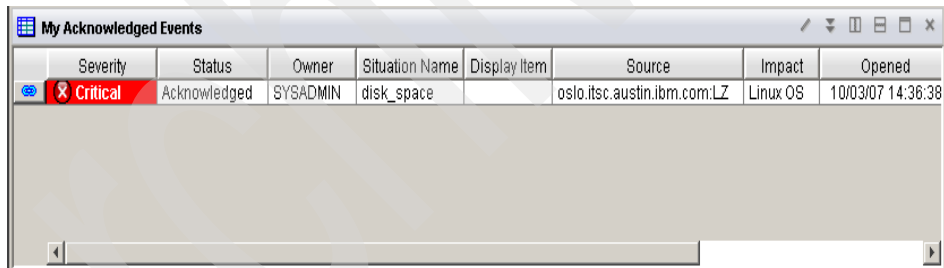 My Acknowledged Events
Severity Status Owner Situation Name Display Item Source Impact Opened
Critical Acknowledged SYSADMIN disk_space oslo.itsc.austin.ibm.com:LZ Linux OS 10/03/07 14:36:38